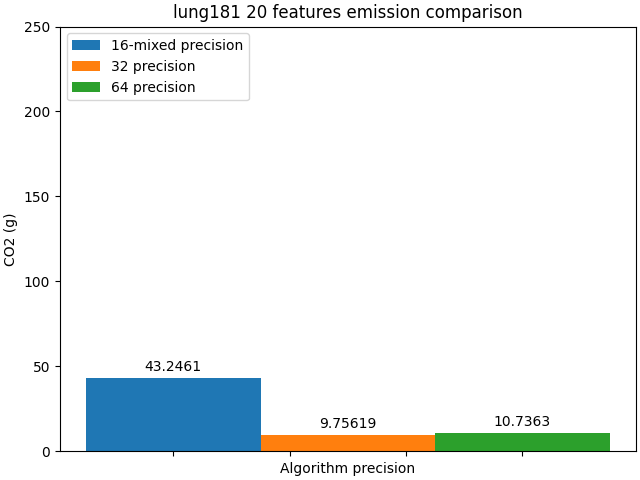 lung181 20 features emission comparison
250
200
150
100
50
0
CO2 (g)
16-mixed precision
32 precision
64 precision
43.2461
9.75619
10.7363
Algorithm precision